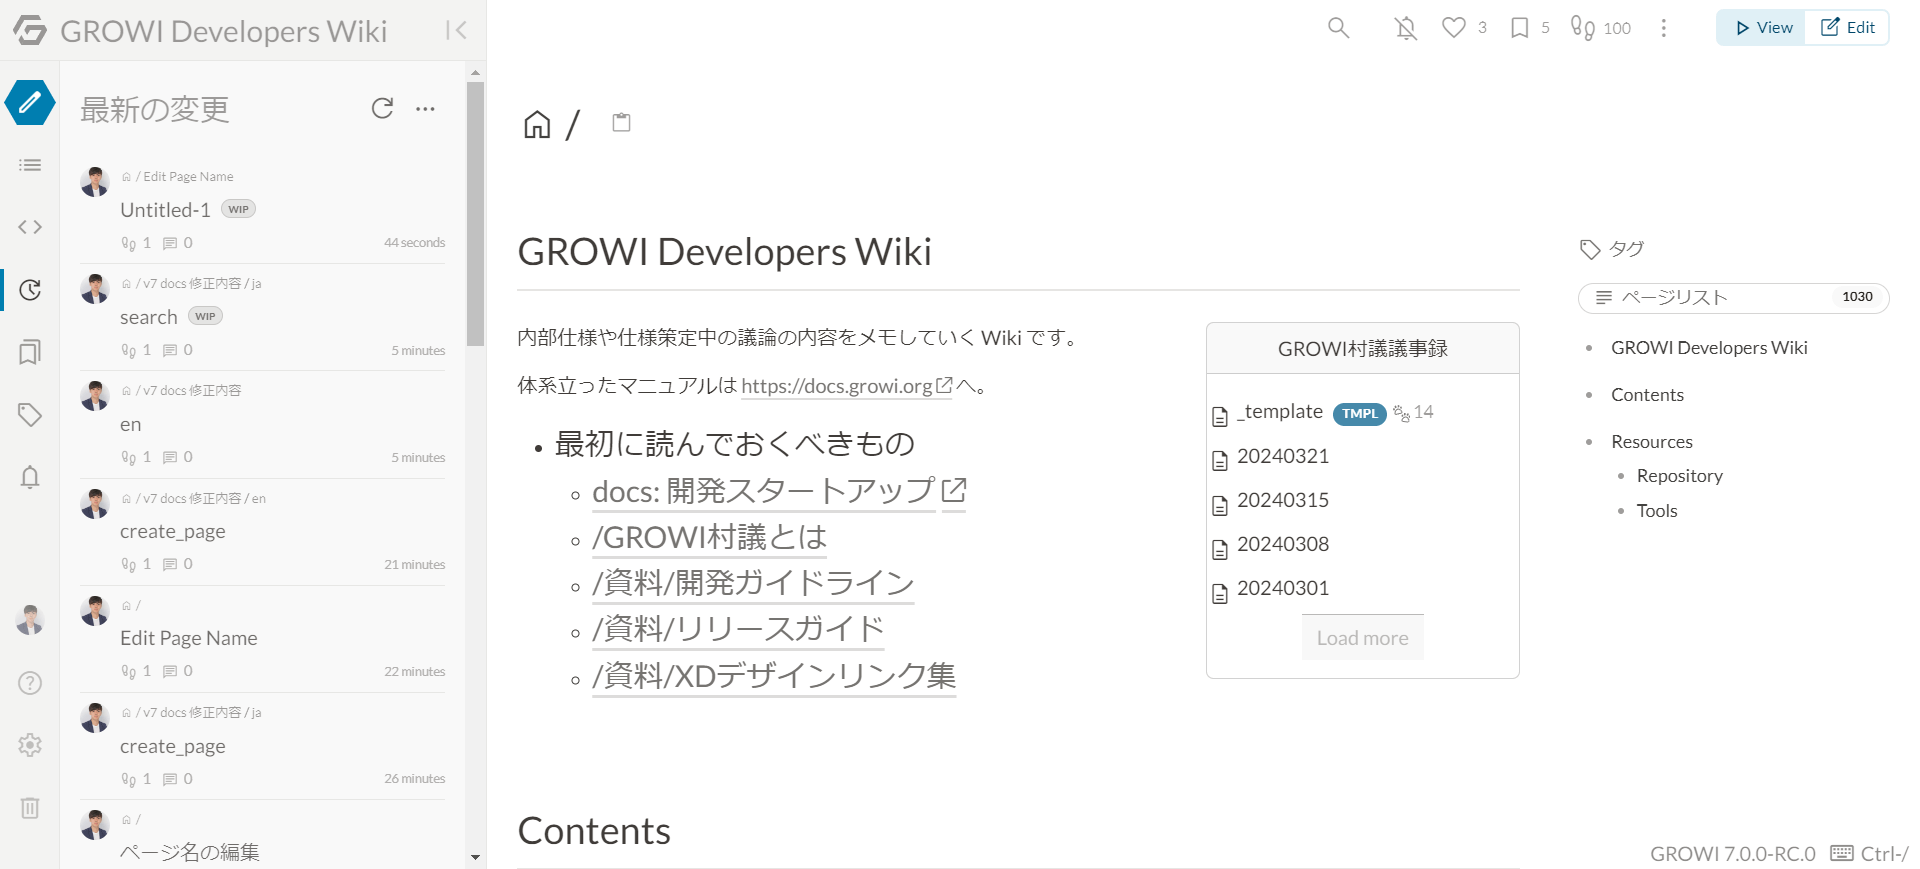 GROWI Developers Wiki
3
5
100
View
Edit
最新の変更
/ Edit Page Name
Untitled-1 WIP
1 0 44 seconds
/ v7 docs 修正内容 / ja
search WIP
1 0 5 minutes
/ v7 docs 修正内容
en
1 0 5 minutes
/ v7 docs 修正内容 / en
create_page
1 0 21 minutes
/
Edit Page Name
1 0 22 minutes
/ v7 docs 修正内容 / ja
create_page
1 0 26 minutes
/
ページ名の編集
/
GROWI Developers Wiki
内部仕様や仕様策定中の議論の内容をメモしていく Wiki です。
体系立ったマニュアルは https://docs.growi.org へ。
最初に読んでおくべきもの
docs: 開発スタートアップ
/GROWI村議とは
/資料/開発ガイドライン
/資料/リリースガイド
/資料/XDデザインリンク集
GROWI村議議事録
_template TMPL 14
20240321
20240315
20240308
20240301
Load more
Contents
タグ
ページリスト 1030
GROWI Developers Wiki
Contents
Resources
Repository
Tools
GROWI 7.0.0-RC.0 Ctrl-/